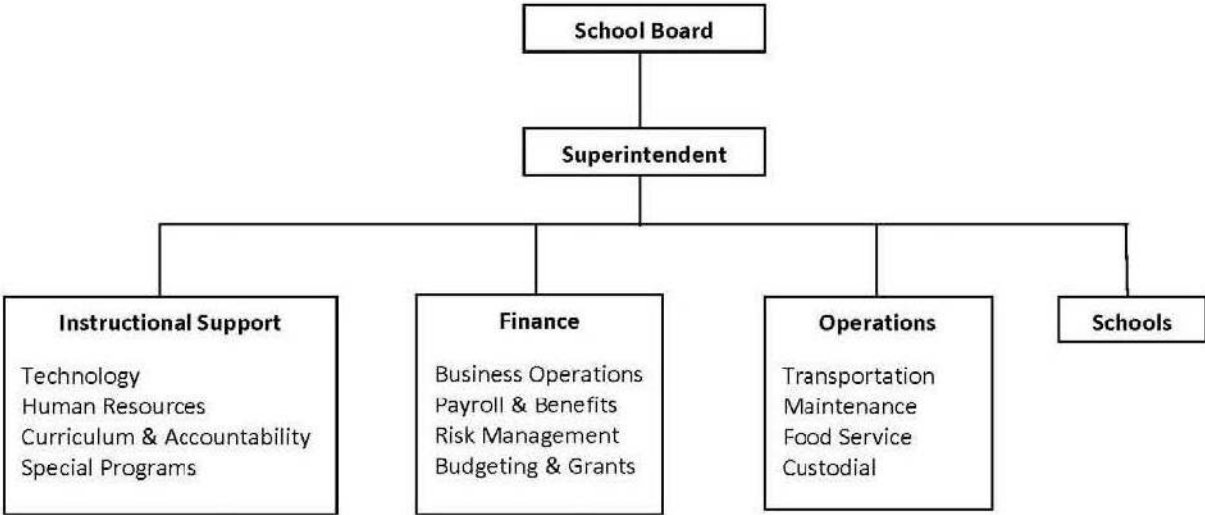 School Board
Superintendent
Instructional Support
Technology
Human Resources
Curriculum & Accountability
Special Programs
Finance
Business Operations
Payroll & Benefits
Risk Management
Budgeting & Grants
Operations
Transportation
Maintenance
Food Service
Custodial
Schools